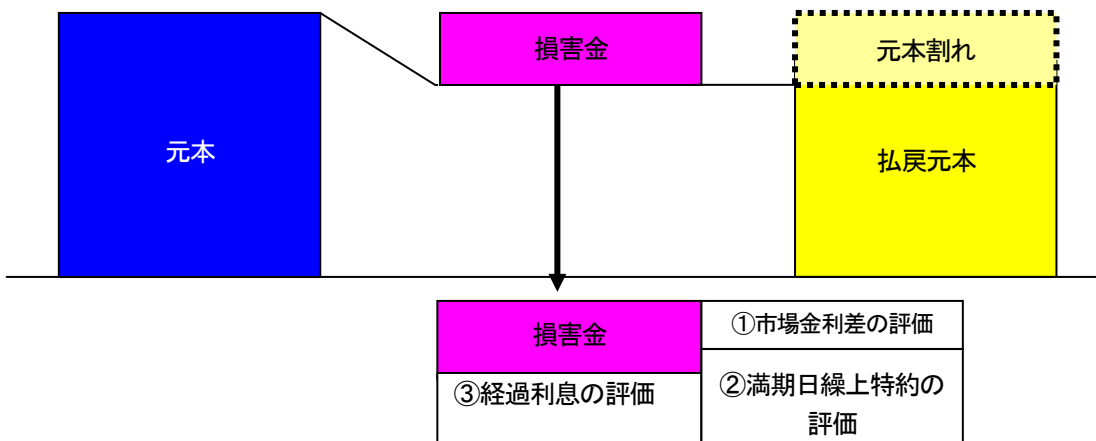 損害金
元本割れ
元本
払戻元本
損害金
①市場金利差の評価
③経過利息の評価
②満期日繰上特約の
評価